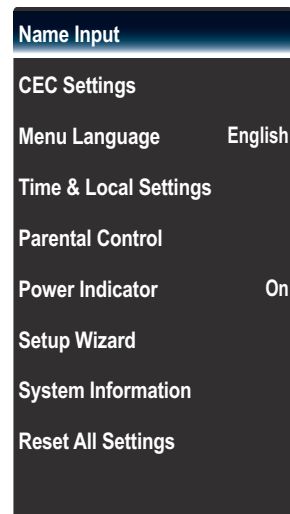 Name Input
CEC Settings
Menu Language English
Time & Local Settings
Parental Control
Power Indicator On
Setup Wizard
System Information
Reset All Settings